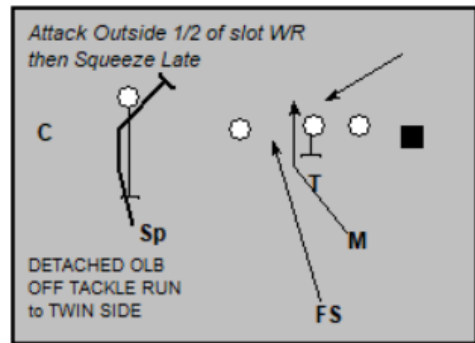 Attack Outside 1/2 of slot WR
then Squeeze Late
C
T
Sp
M
DETACHED OLB
OFF TACKLE RUN
to TWIN SIDE
FS